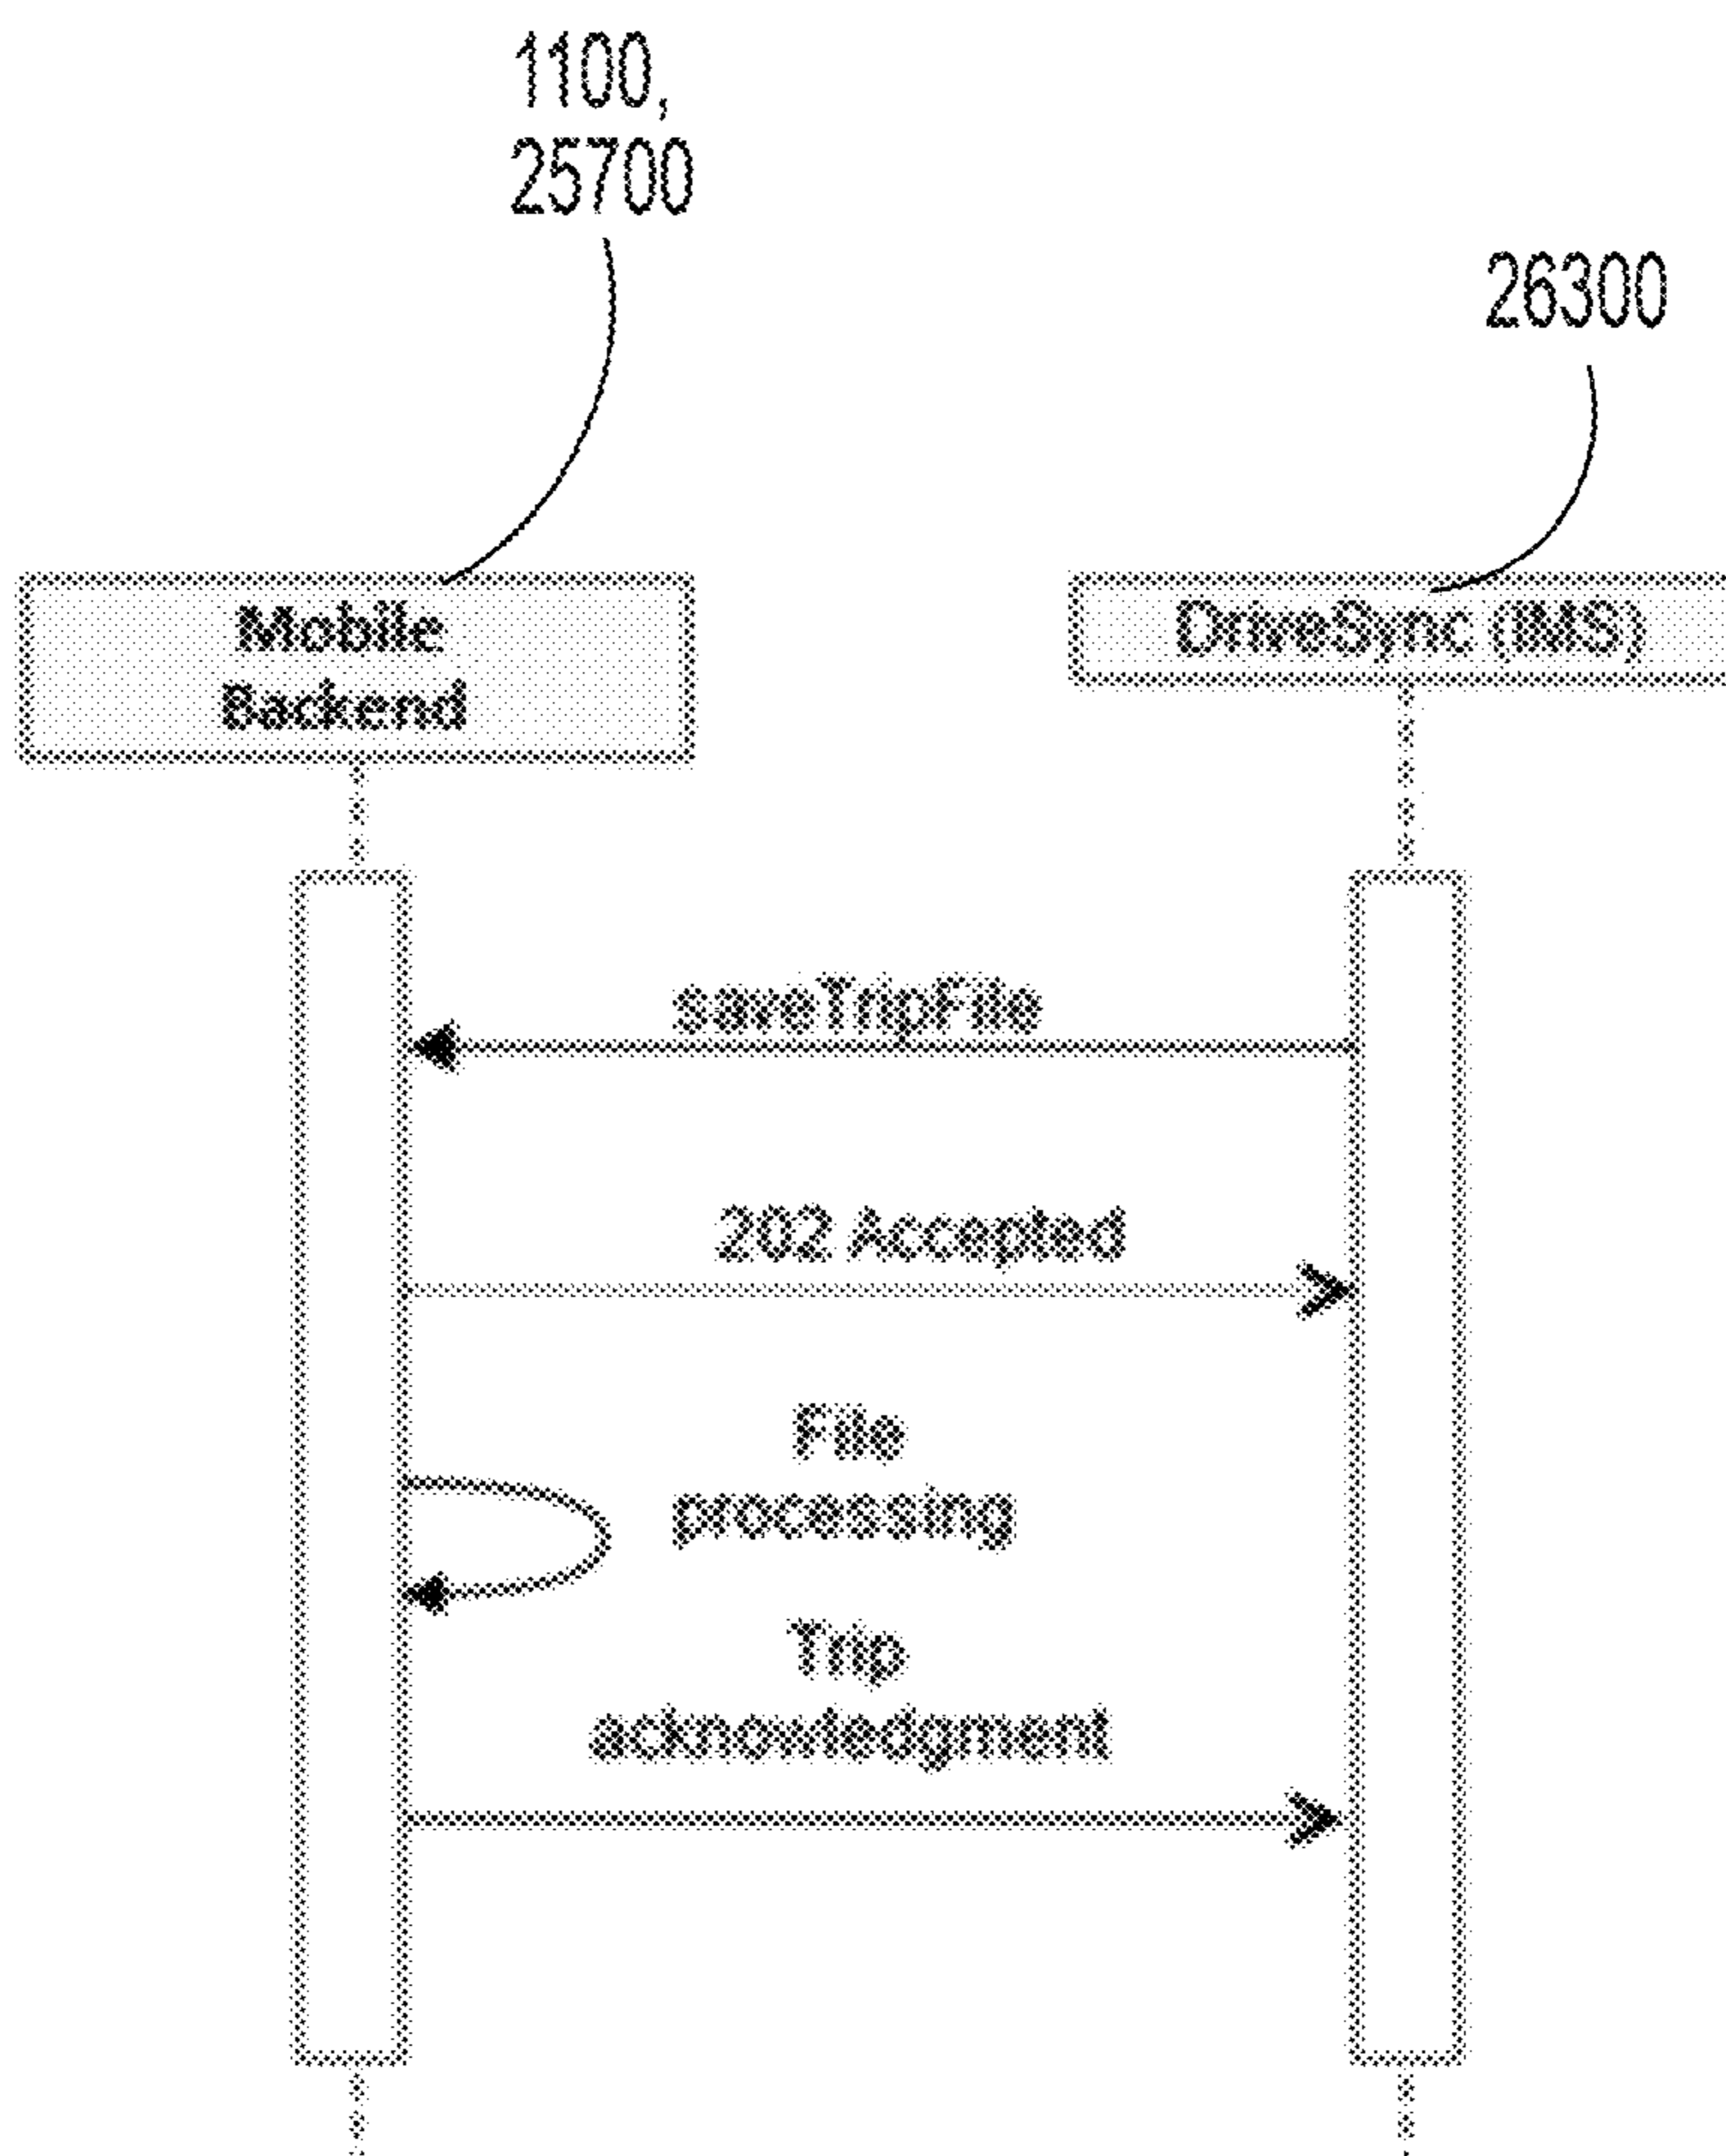 1100,
25700
26300
Mobile
Backend
DriveSync (IMS)
saveTripFile
202 Accepted
File
processing
Trip
acknowledgment